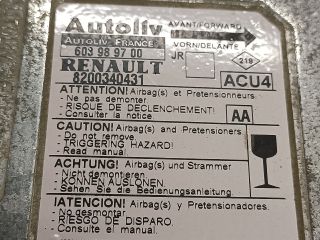 Autoliv
AVANT/FORWARD
AUTOLIV-FRANCE
603 98 97 00
VORN/DELANTE
RENAULT
JR
218
8200340431
ACU4
ATTENTION! Airbag(s) et Pretensionneurs
- Ne pas demonter
- RISQUE DE DECLENCHEMENT!
- Consulter la notice
AA
CAUTION! Airbag(s) and Pretensioners
- Do not remove
- TRIGGERING HAZARD!
- Read manual
ACHTUNG! Airbag(s) und Strammer
- Nicht demontieren
- KONNEN AUSLOSEN
- Sehen Sie die Bedienungsanleitung.
!ATENCION! Airbag(s) y Pretensionadores.
- No desmontar
- RIESGO DE DISPARO.
- Consulte el manual.